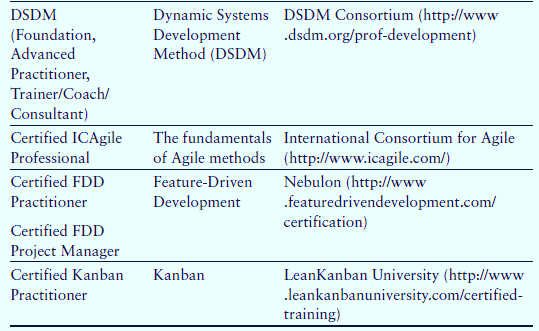 DSDM
(Foundation,
Advanced
Practitioner,
Trainer/Coach/
Consultant)
Dynamic Systems
Development
Method (DSDM)
DSDM Consortium (http://www
.dsdm.org/prof-development)
Certified ICAgile
Professional
The fundamentals
of Agile methods
International Consortium for Agile
(http://www.icagile.com/)
Certified FDD
Practitioner
Certified FDD
Project Manager
Feature-Driven
Development
Nebulon (http://www
.featuredrivendevelopment.com/
certification)
Certified Kanban
Practitioner
Kanban
LeanKanban University (http://www
.leankanbanuniversity.com/certified-
training)